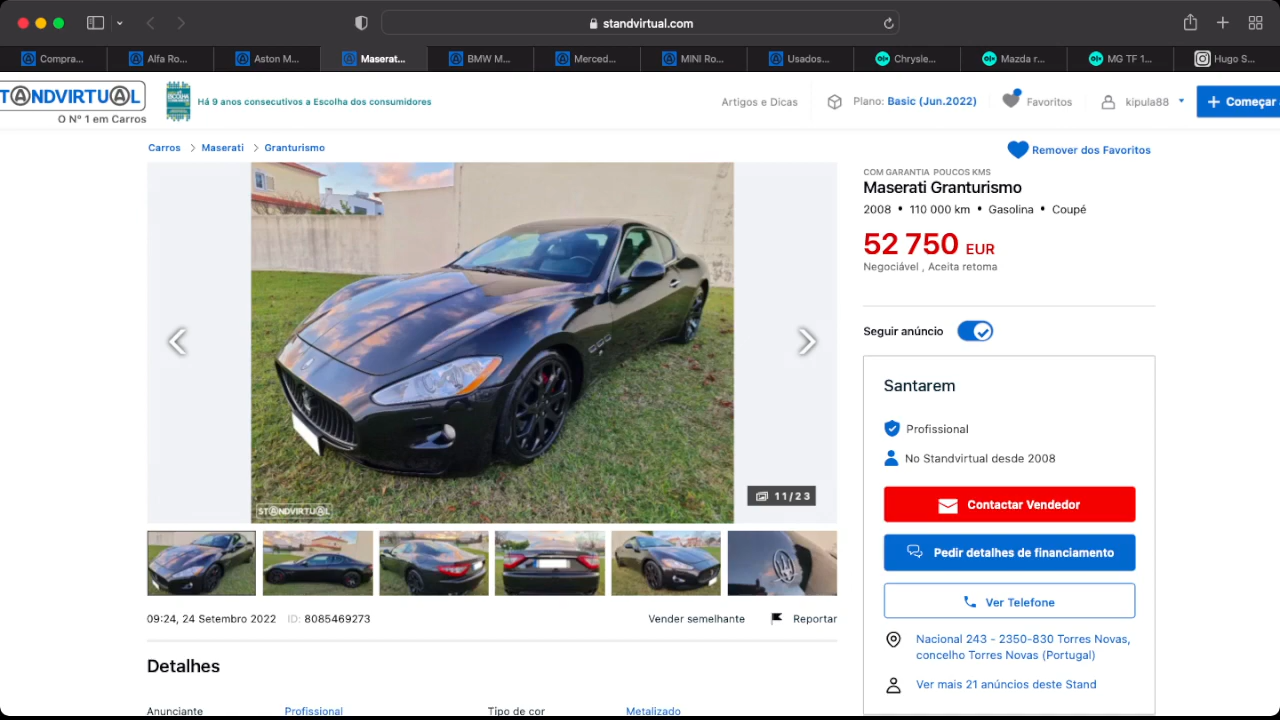 standvirtual.com
Compra...
Alfa Ro...
Aston M...
Maserat...
BMW M...
Merced...
MINI Ro...
Usados...
Chrysle...
Mazda r...
MG TF 1...
Hugo S...
STANDVIRTUAL
O Nº 1 em Carros
Há 9 anos consecutivos a Escolha dos consumidores
Artigos e Dicas
Plano: Basic (Jun.2022)
Favoritos
kipula88
Começar
Carros > Maserati > Granturismo
Remover dos Favoritos
COM GARANTIA POUCOS KMS
Maserati Granturismo
2008 • 110 000 km • Gasolina • Coupé
52 750 EUR
Negociável , Aceita retoma
Seguir anúncio
Santarem
Profissional
No Standvirtual desde 2008
Contactar Vendedor
Pedir detalhes de financiamento
Ver Telefone
Nacional 243 - 2350-830 Torres Novas,
concelho Torres Novas (Portugal)
Ver mais 21 anúncios deste Stand
STANDVIRTUAL
11/23
09:24, 24 Setembro 2022 ID: 8085469273
Vender semelhante
Reportar
Detalhes
Anunciante Profissional
Tipo de cor Metalizado